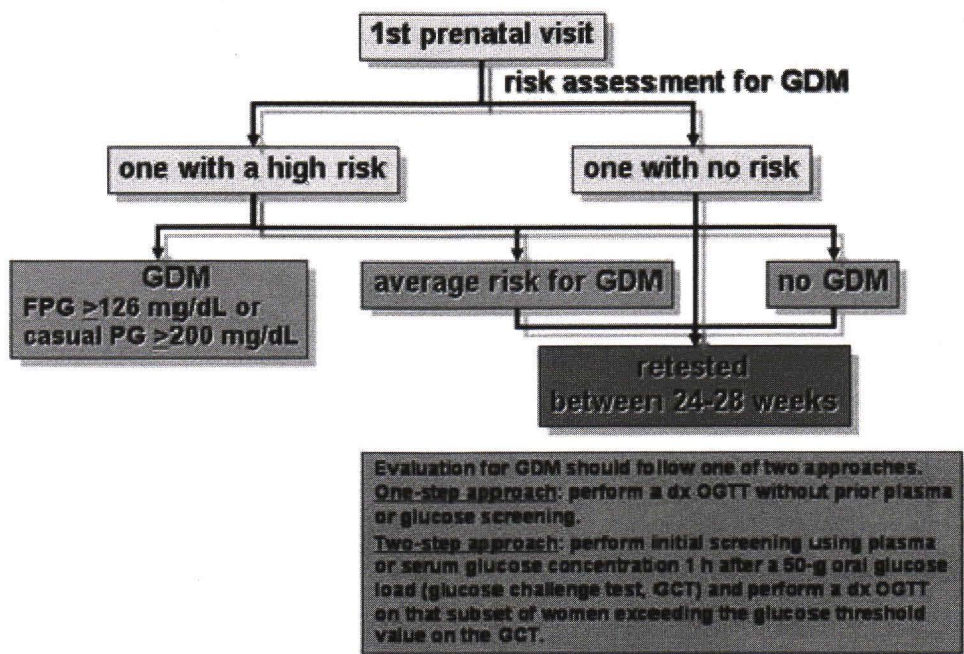 1st prenatal visit
risk assessment for GDM
one with a high risk
one with no risk
GDM
FPG ≥126 mg/dL or
casual PG ≥200 mg/dL
average risk for GDM
no GDM
retested
between 24-28 weeks
Evaluation for GDM should follow one of two approaches.
One-step approach: perform a dx OGTT without prior plasma
or glucose screening.
Two-step approach: perform initial screening using plasma
or serum glucose concentration 1 h after a 50-g oral glucose
load (glucose challenge test, GCT) and perform a dx OGTT
on that subset of women exceeding the glucose threshold
value on the GCT.